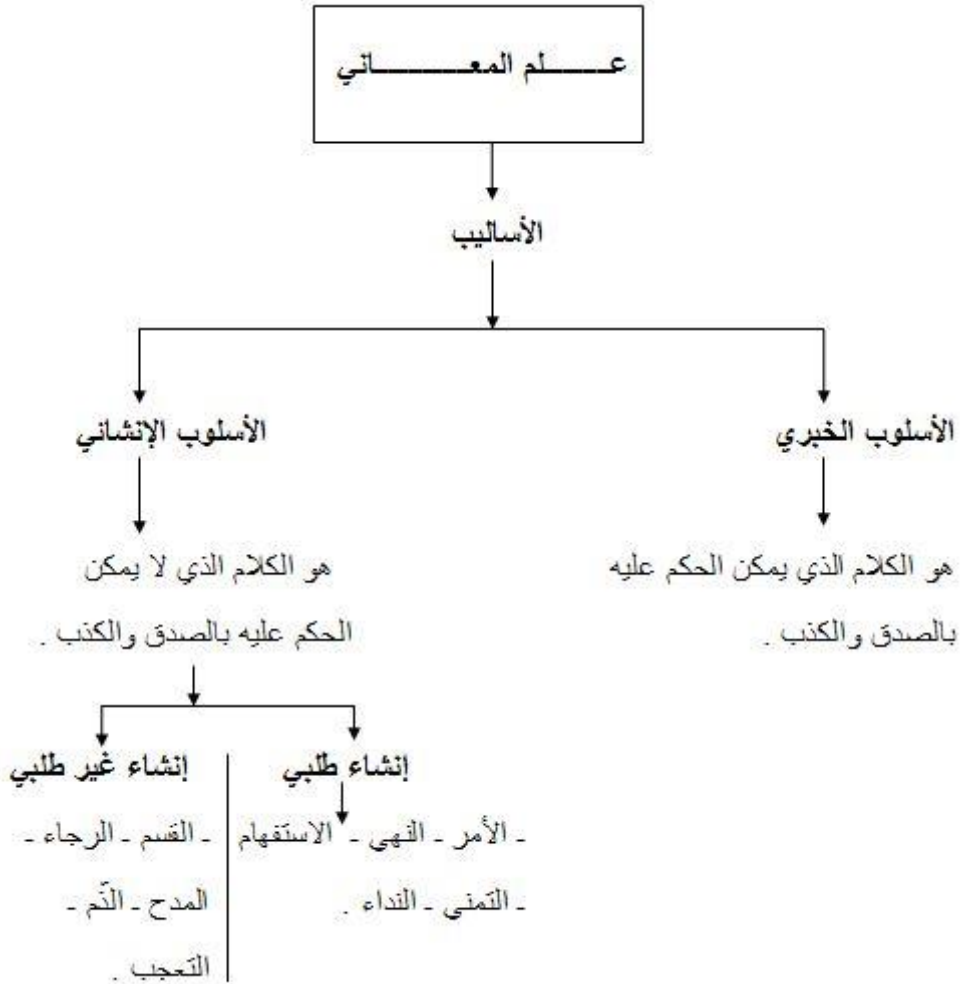 علم المعاني
الأساليب
الأسلوب الخبري
الأسلوب الإنشائي
هو الكلام الذي يمكن الحكم عليه
بالصدق والكذب .
هو الكلام الذي لا يمكن
الحكم عليه بالصدق والكذب .
إنشاء طلبي
إنشاء غير طلبي
- الأمر - النهي - الاستفهام
- التمني - النداء .
- القسم - الرجاء -
المدح - الذّم -
التعجب .